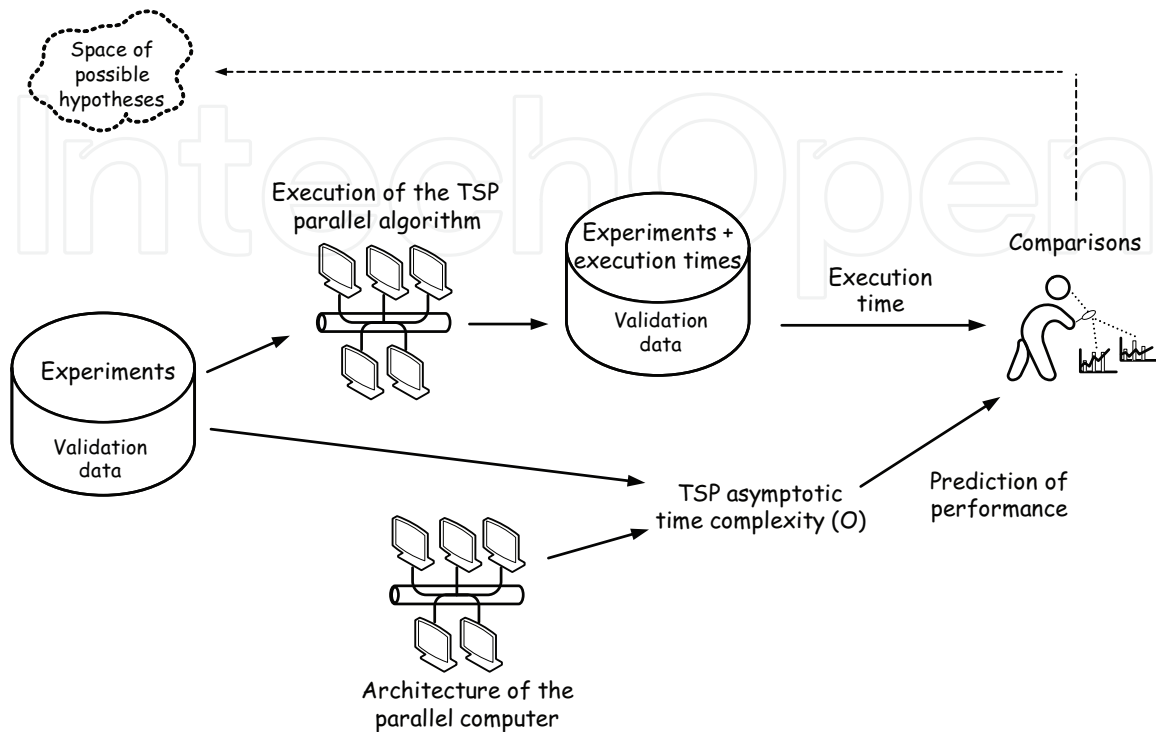 Space of
possible
hypotheses
IntechOpen
Execution of the TSP
parallel algorithm
Experiments +
execution times
Validation
data
Execution
time
Comparisons
Experiments
Validation
data
TSP asymptotic
time complexity (O)
Prediction of
performance
Architecture of the
parallel computer